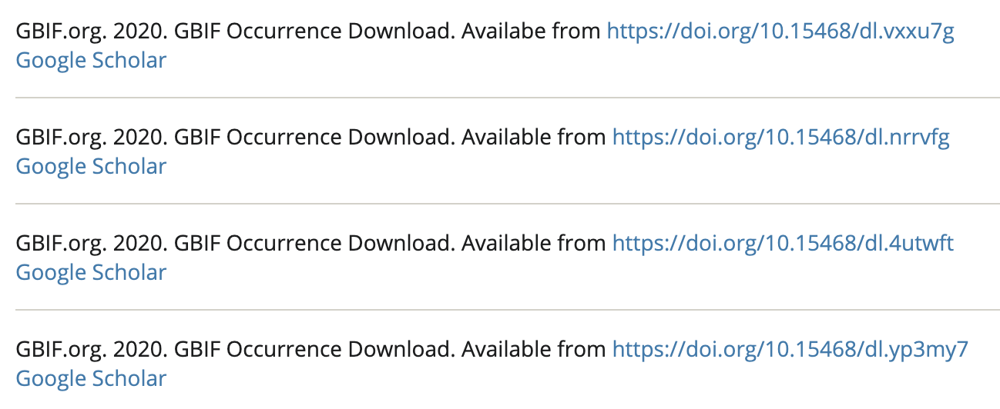 GBIF.org. 2020. GBIF Occurrence Download. Availabe from https://doi.org/10.15468/dl.vxxu7g
Google Scholar
GBIF.org. 2020. GBIF Occurrence Download. Available from https://doi.org/10.15468/dl.nrrvfg
Google Scholar
GBIF.org. 2020. GBIF Occurrence Download. Available from https://doi.org/10.15468/dl.4utwft
Google Scholar
GBIF.org. 2020. GBIF Occurrence Download. Available from https://doi.org/10.15468/dl.yp3my7
Google Scholar